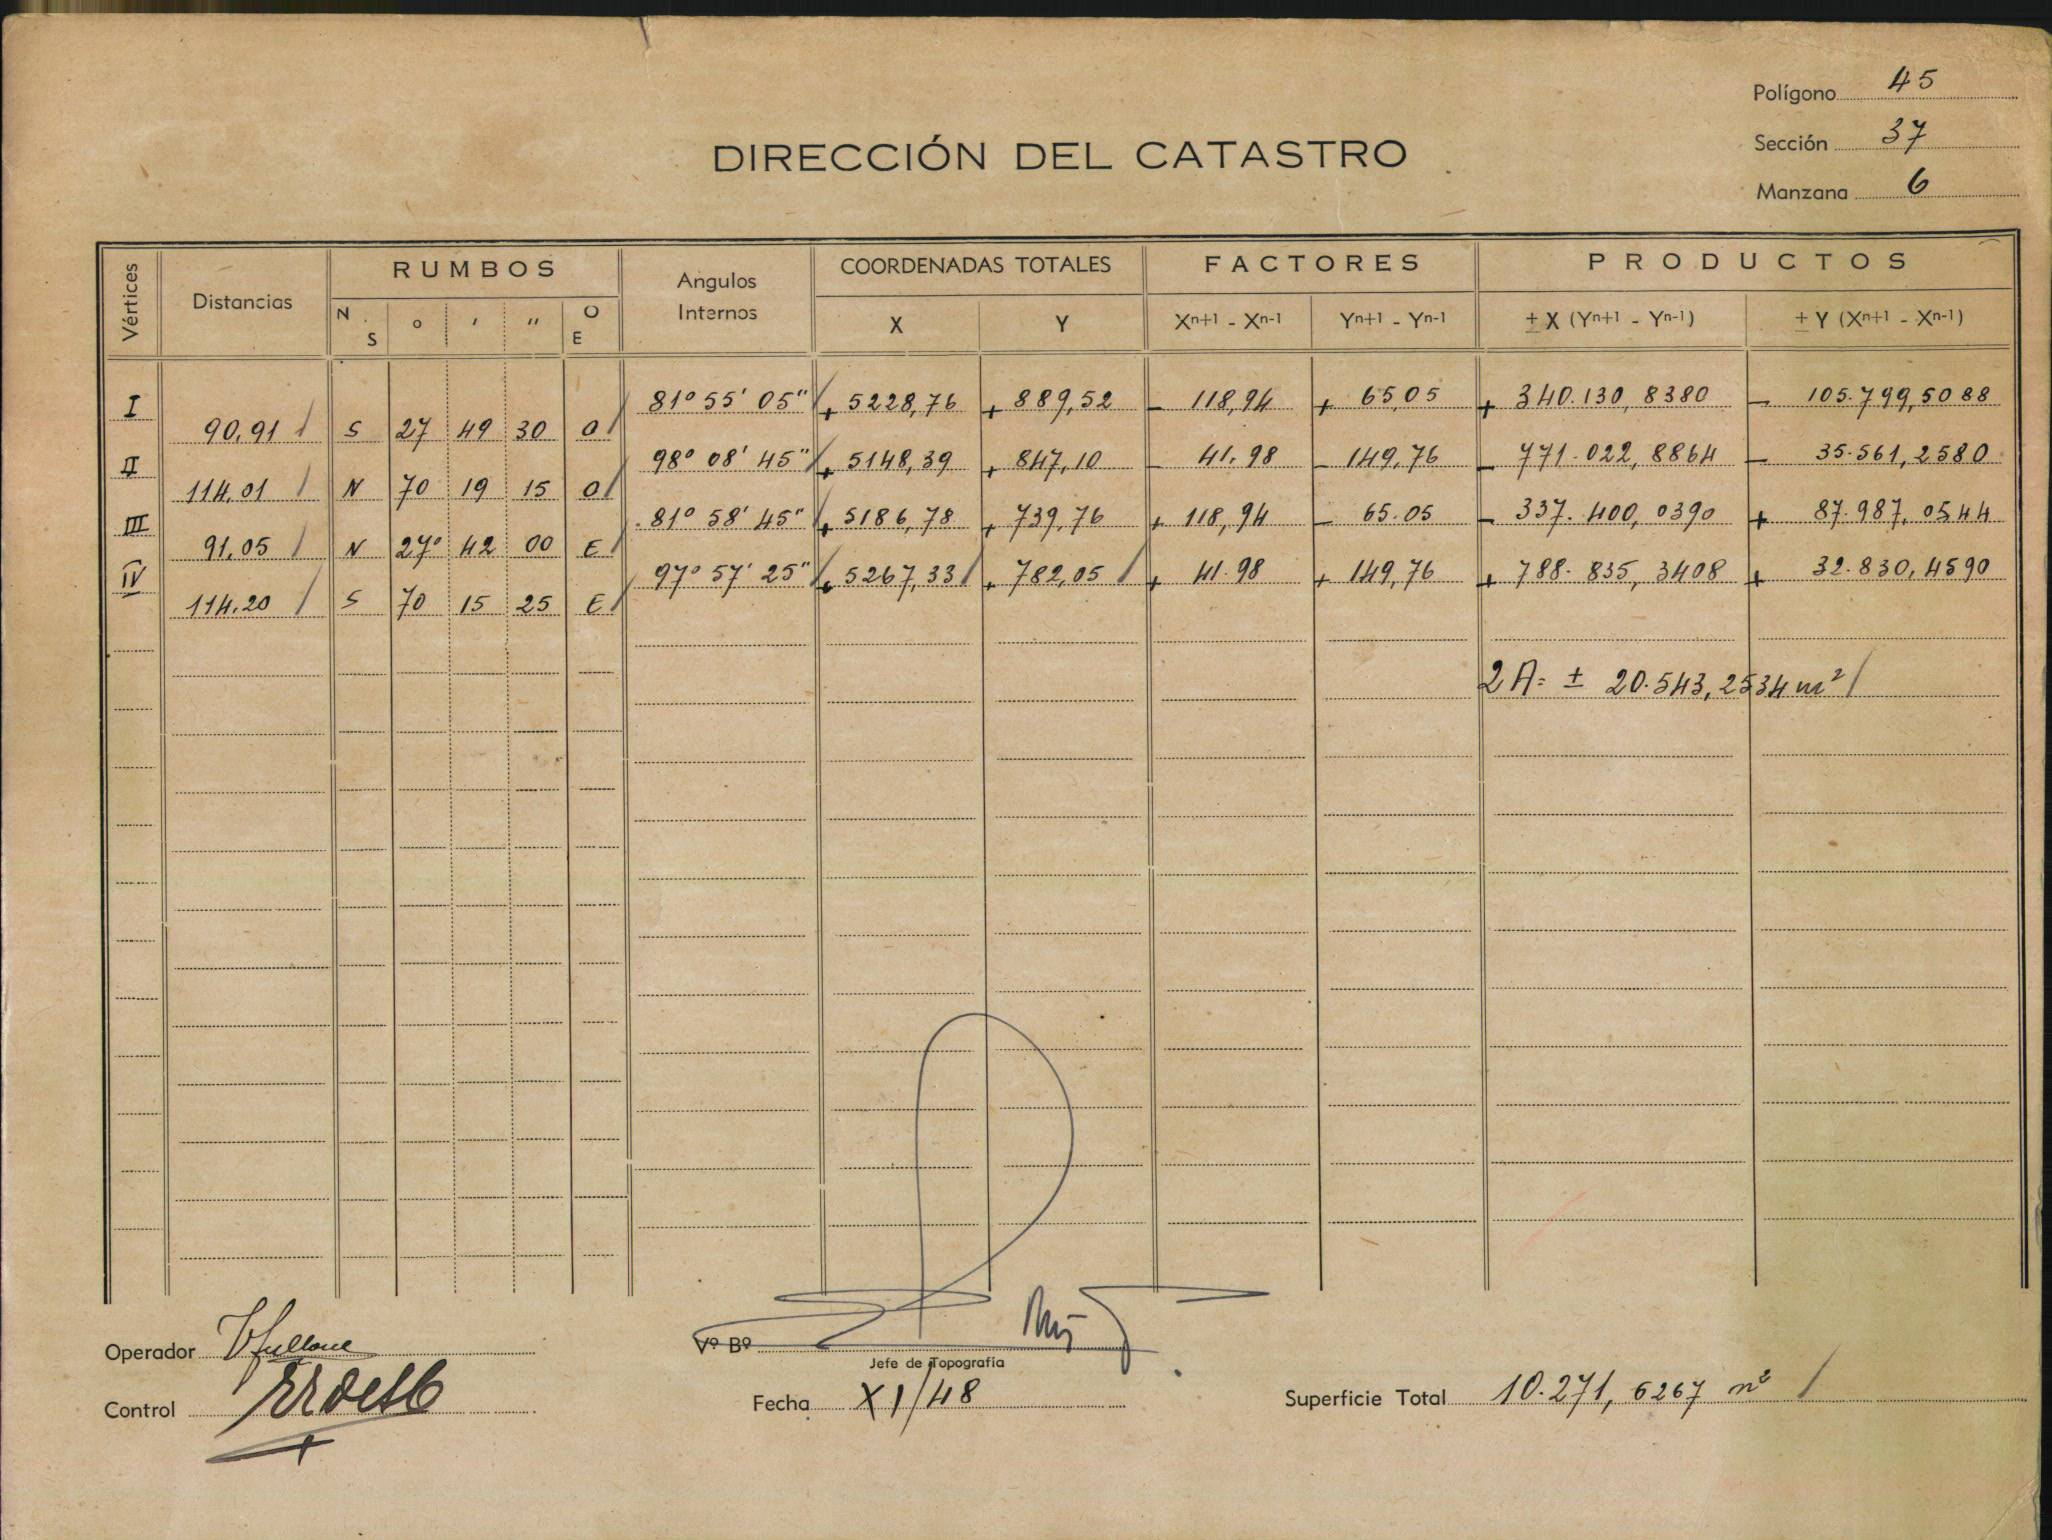 Polígono 45
Sección 37
Manzana 6
DIRECCIÓN DEL CATASTRO
Vértices Distancias RUMBOS Angulos Internos COORDENADAS TOTALES FACTORES PRODUCTOS
N S o ' '' O E X Y Xn+1 - Xn-1 Yn+1 - Yn-1 ± X (Yn+1 - Yn-1) ± Y (Xn+1 - Xn-1)
I 81° 55' 05" + 5228,76 + 889,52 - 118,94 + 65,05 + 340.130,8380 - 105.799,5088
90,91 S 27 49 30 O
II 98° 08' 45" + 5148,39 + 847,10 - 41.98 - 149,76 - 771.022,8864 - 35.561,2580
114,01 N 70 19 15 O
III 81° 58' 45" + 5186,78 + 739,76 + 118,94 - 65.05 - 337.400,0390 + 87.987,0544
91,05 N 27° 42 00 E
IV 97° 57' 25" + 5267,33 + 782,05 + 41.98 + 149,76 + 788.835,3408 + 32.830,4590
114,20 S 70 15 25 E
2A= ± 20.543,2534 m²
Operador
Vº Bº
Jefe de Topografía
Control
Fecha XI/48
Superficie Total 10.271,6267 m²